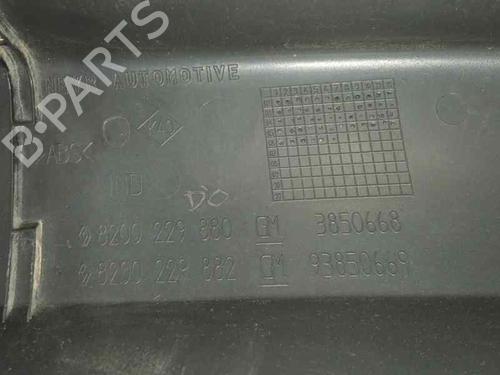 B-PARTS
AUTOMOTIVE
ABS<
DO
8200 229 880 GM 3850668
8200 229 882 GM 93850669